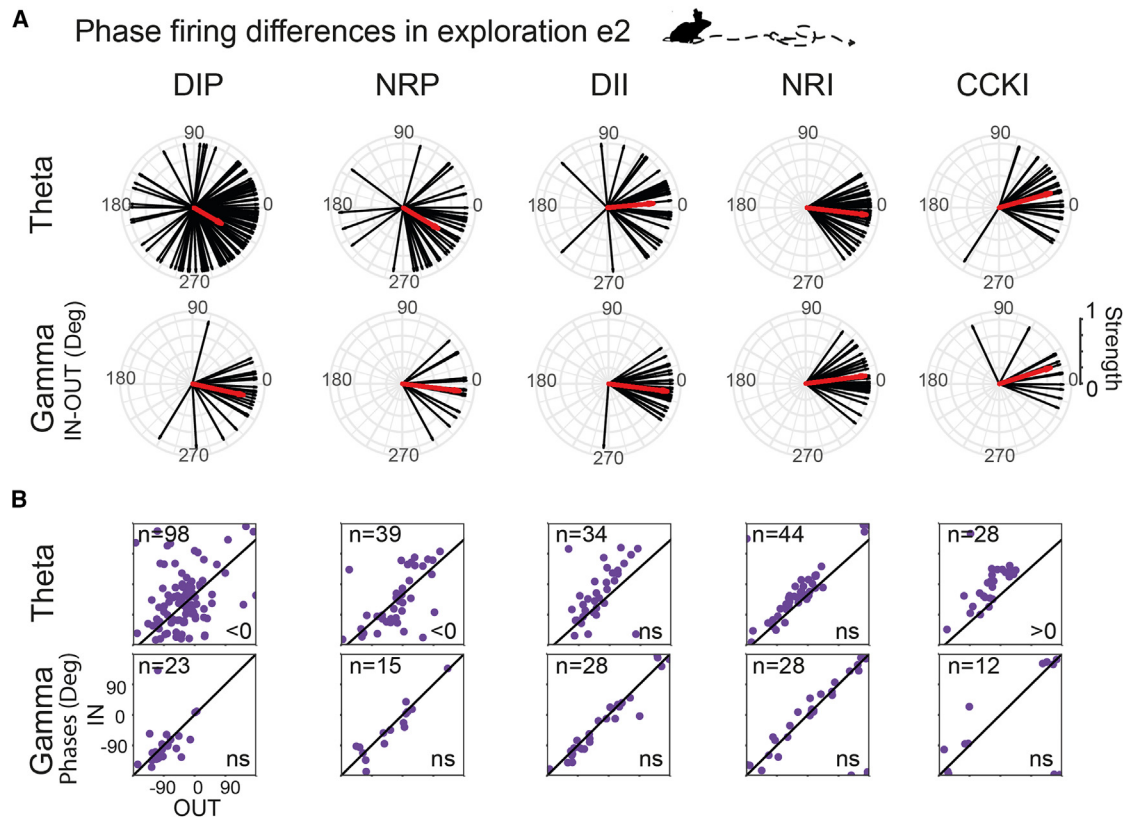 A
Phase firing differences in exploration e2
DIP NRP DII NRI CCKI
Theta
90 90 90 90 90
180 0 180 0 180 0 180 0 180 0
270 270 270 270 270
Gamma
IN-OUT (Deg)
90 90 90 90 90
180 0 180 0 180 0 180 0 180 0
270 270 270 270 270
1
Strength
0
B
Theta
n=98 n=39 n=34 n=44 n=28
<0 <0 ns ns >0
Gamma
Phases (Deg)
IN
n=23 n=15 n=28 n=28 n=12
90
0
-90
ns ns ns ns ns
-90 0 90
OUT